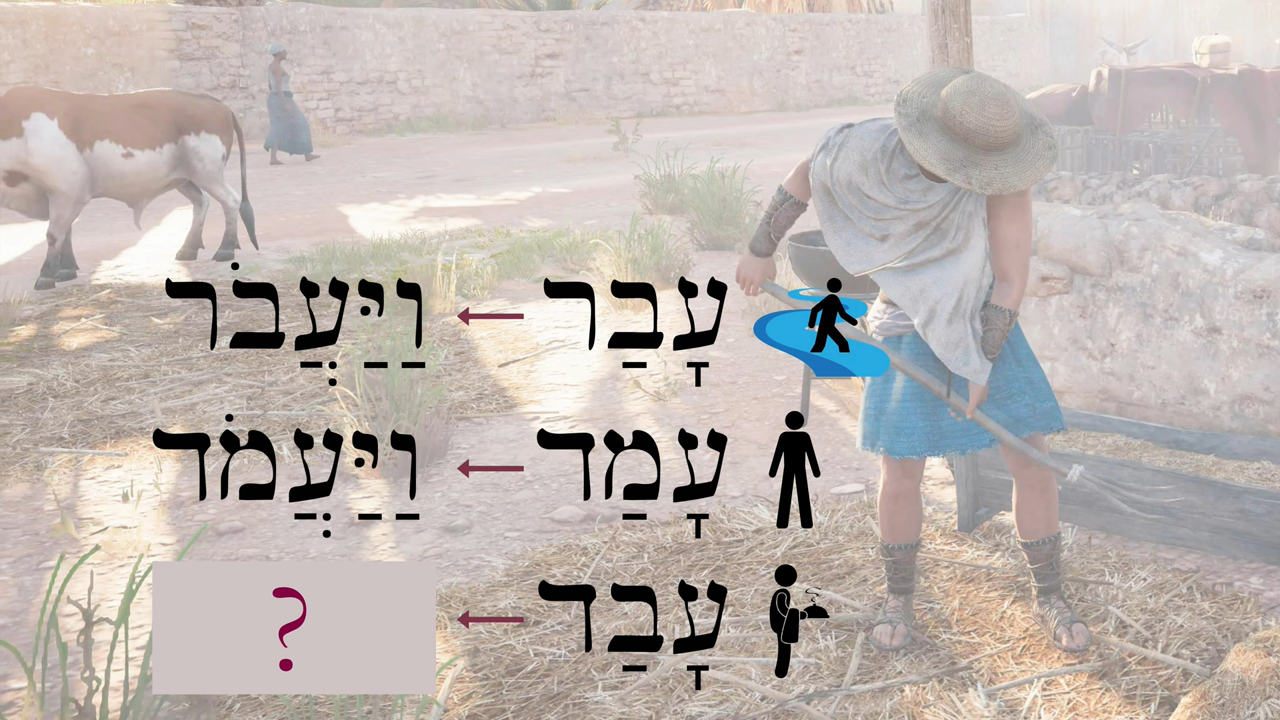 עָבַר ← וַיַּעֲבֹר
עָמַד ← וַיַּעֲמֹד
עָבַד ← ?